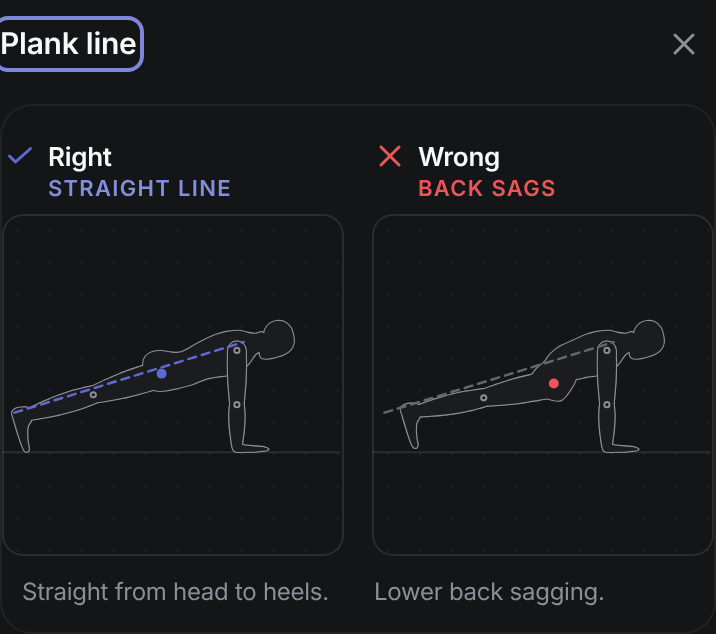 Plank line
Right
STRAIGHT LINE
Wrong
BACK SAGS
Straight from head to heels.
Lower back sagging.